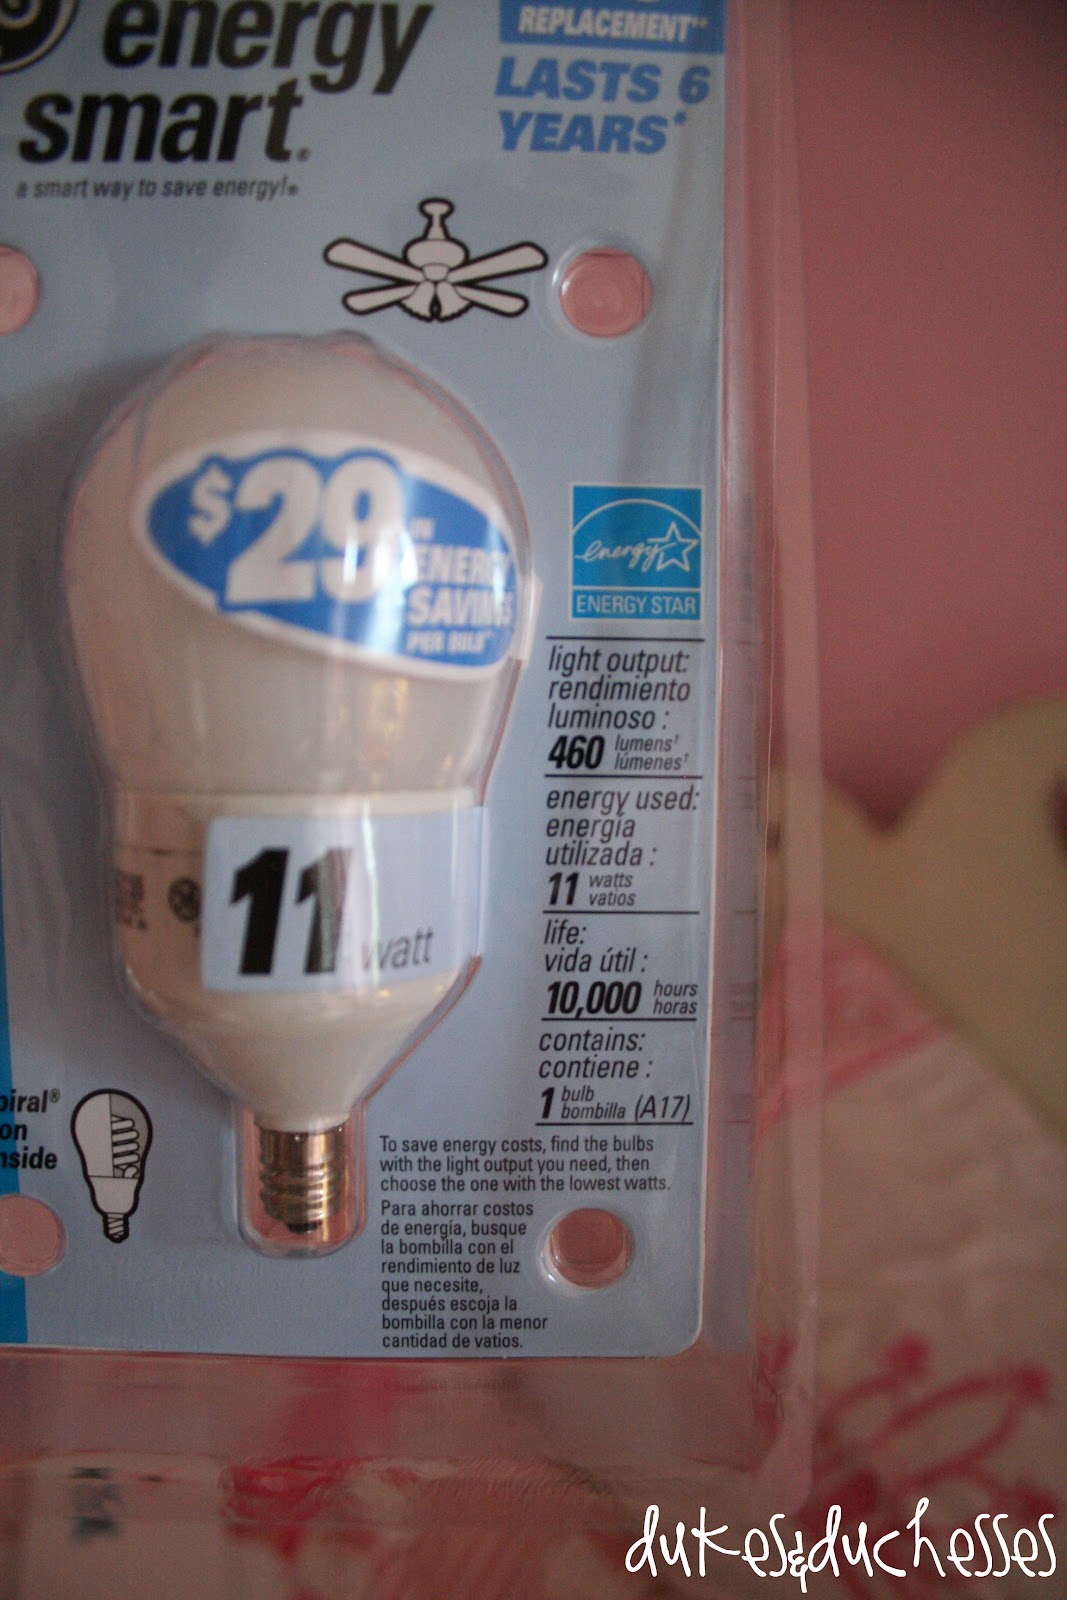 energy
smart®
a smart way to save energy!®
REPLACEMENT**
LASTS 6
YEARS*
$29 IN
ENERGY
SAVINGS
PER BULB**
energy
ENERGY STAR
light output:
rendimiento
luminoso :
460 lumens†
lúmenes†
energy used:
energía
utilizada :
11 watts
vatios
11 watt
life:
vida útil :
10,000 hours
horas
contains:
contiene :
1 bulb
bombilla (A17)
piral®
on
nside
To save energy costs, find the bulbs
with the light output you need, then
choose the one with the lowest watts.
Para ahorrar costos
de energía, busque
la bombilla con el
rendimiento de luz
que necesite,
después escoja la
bombilla con la menor
cantidad de vatios.
dukes&duchesses